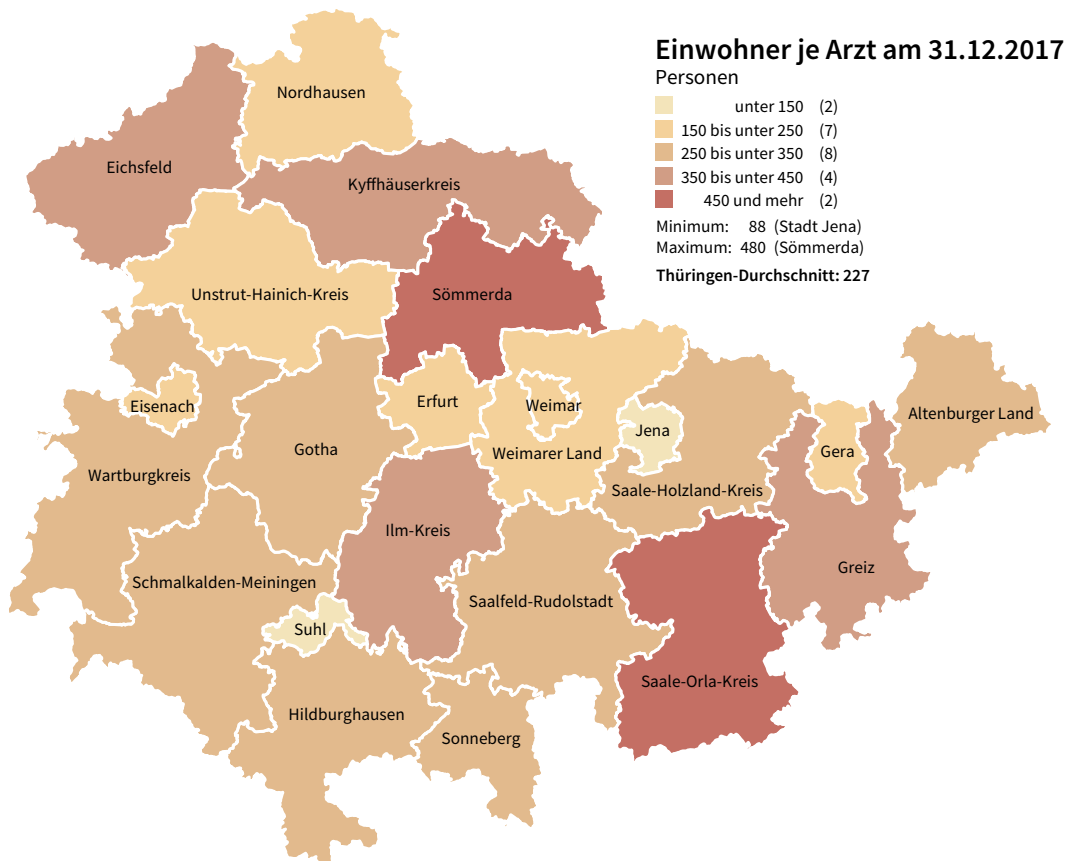 Einwohner je Arzt am 31.12.2017
Personen
unter 150 (2)
150 bis unter 250 (7)
250 bis unter 350 (8)
350 bis unter 450 (4)
450 und mehr (2)
Minimum: 88 (Stadt Jena)
Maximum: 480 (Sömmerda)
Thüringen-Durchschnitt: 227
Nordhausen
Eichsfeld
Kyffhäuserkreis
Unstrut-Hainich-Kreis
Sömmerda
Eisenach
Erfurt
Weimar
Altenburger Land
Jena
Gotha
Weimarer Land
Gera
Wartburgkreis
Saale-Holzland-Kreis
Ilm-Kreis
Greiz
Schmalkalden-Meiningen
Saalfeld-Rudolstadt
Suhl
Saale-Orla-Kreis
Hildburghausen
Sonneberg